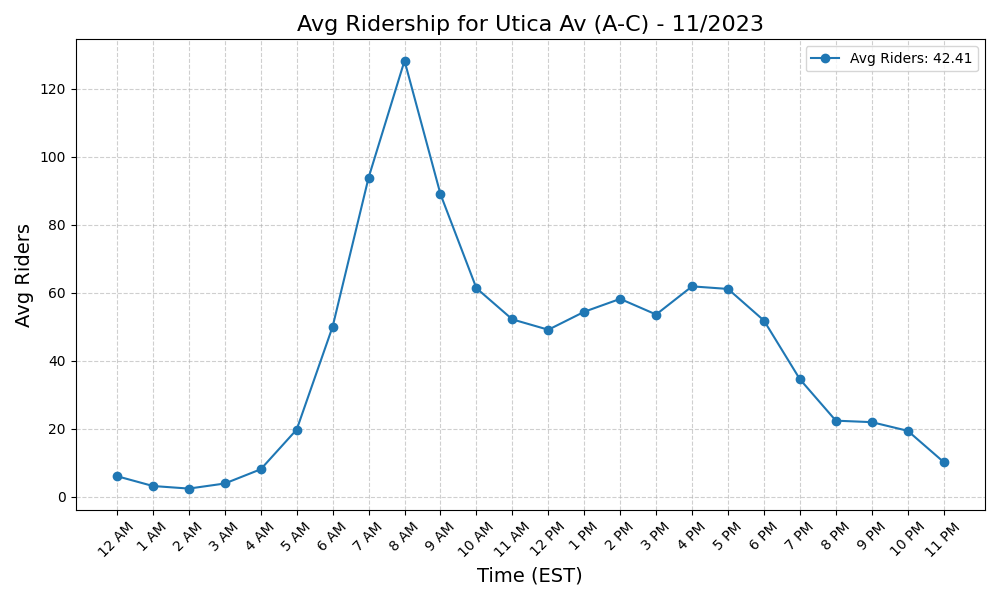 Avg Ridership for Utica Av (A-C) - 11/2023
Avg Riders: 42.41
Avg Riders
120
100
80
60
40
20
0
12 AM
1 AM
2 AM
3 AM
4 AM
5 AM
6 AM
7 AM
8 AM
9 AM
10 AM
11 AM
12 PM
1 PM
2 PM
3 PM
4 PM
5 PM
6 PM
7 PM
8 PM
9 PM
10 PM
11 PM
Time (EST)